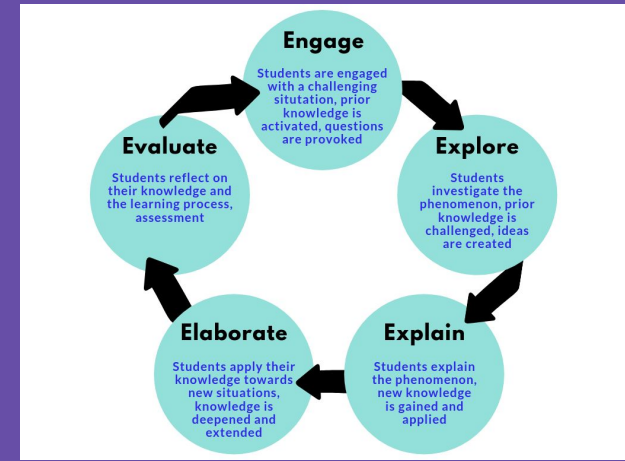 Engage
Students are engaged
with a challenging
situtation, prior
knowledge is
activated, questions
are provoked
Explore
Students
investigate the
phenomenon, prior
knowledge is
challenged, ideas
are created
Explain
Students explain
the phenomenon,
new knowledge
is gained and
applied
Elaborate
Students apply their
knowledge towards
new situations,
knowledge is
deepened and
extended
Evaluate
Students reflect on
their knowledge and
the learning process,
assessment